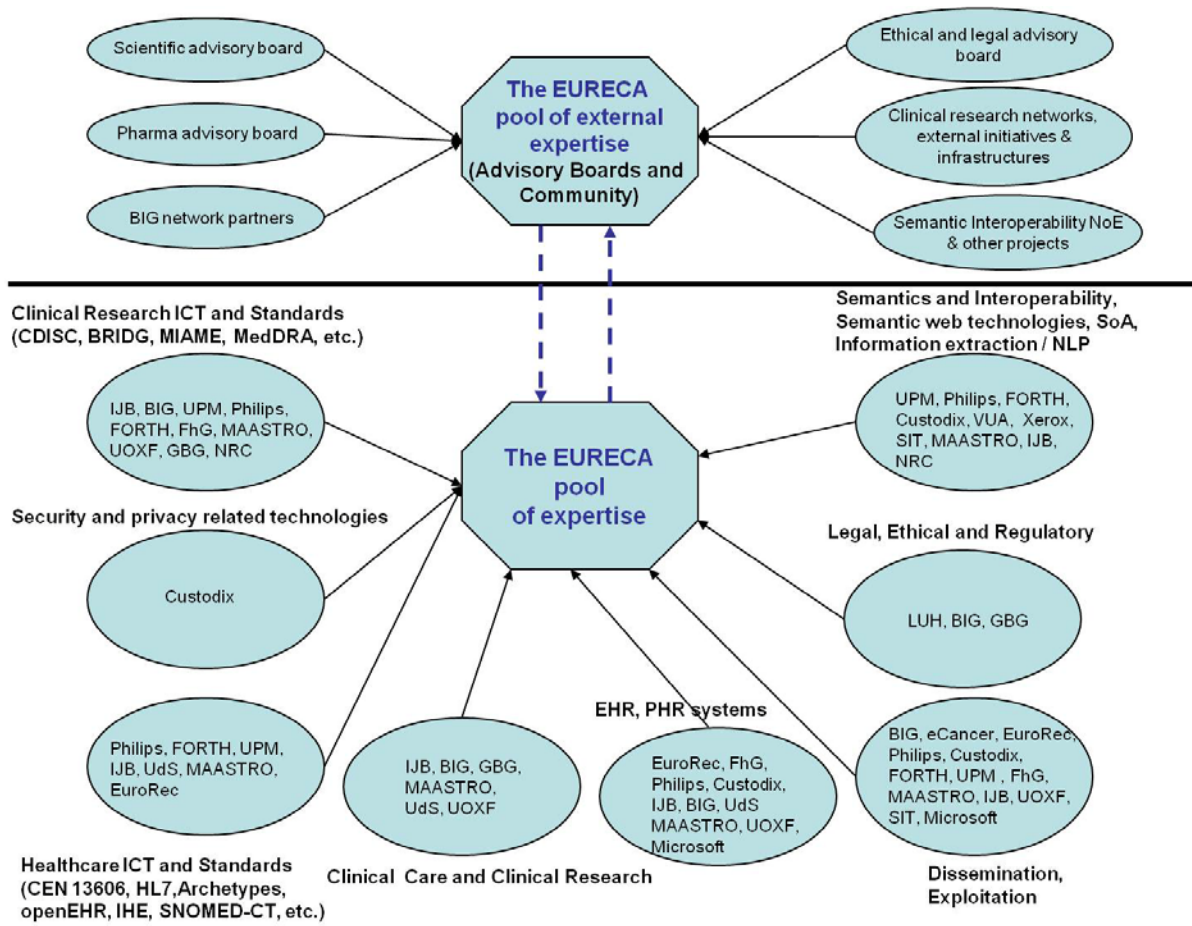 Scientific advisory board
Pharma advisory board
BIG network partners
The EURECA
pool of external
expertise
(Advisory Boards and
Community)
Ethical and legal advisory
board
Clinical research networks,
external initiatives &
infrastructures
Semantic Interoperability NoE
& other projects
Clinical Research ICT and Standards
(CDISC, BRIDG, MIAME, MedDRA, etc.)
IJB, BIG, UPM, Philips,
FORTH, FhG, MAASTRO,
UOXF, GBG, NRC
Security and privacy related technologies
Custodix
Philips, FORTH, UPM,
IJB, UdS, MAASTRO,
EuroRec
Healthcare ICT and Standards
(CEN 13606, HL7,Archetypes,
openEHR, IHE, SNOMED-CT, etc.)
The EURECA
pool
of expertise
IJB, BIG, GBG,
MAASTRO,
UdS, UOXF
Clinical Care and Clinical Research
EHR, PHR systems
EuroRec, FhG,
Philips, Custodix,
IJB, BIG, UdS
MAASTRO, UOXF,
Microsoft
Semantics and Interoperability,
Semantic web technologies, SoA,
Information extraction / NLP
UPM, Philips, FORTH,
Custodix, VUA, Xerox,
SIT, MAASTRO, IJB,
NRC
Legal, Ethical and Regulatory
LUH, BIG, GBG
BIG, eCancer, EuroRec,
Philips, Custodix,
FORTH, UPM , FhG,
MAASTRO, IJB, UOXF,
SIT, Microsoft
Dissemination,
Exploitation